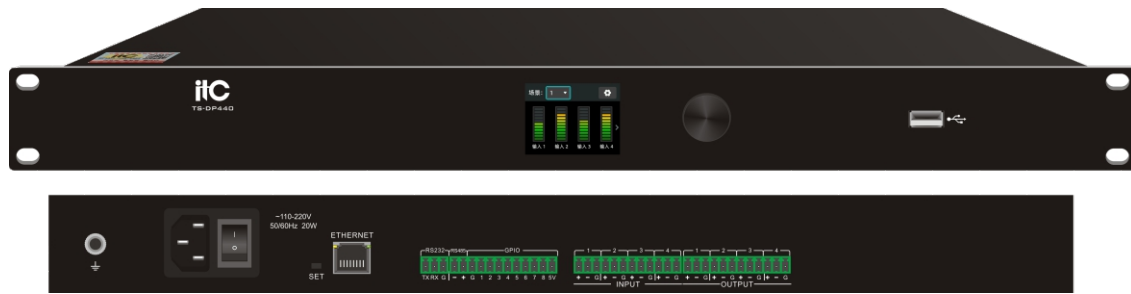 itc
itc
TS-DP440
场景: 1
输入 1 输入 2 输入 3 输入 4
~110-220V
50/60Hz 20W
ETHERNET
SET
RS232 RS485 GPIO
TX RX G - + G 1 2 3 4 5 6 7 8 5V
1 2 3 4 1 2 3 4
+ - G + - G + - G + - G + - G + - G + - G + - G
INPUT OUTPUT